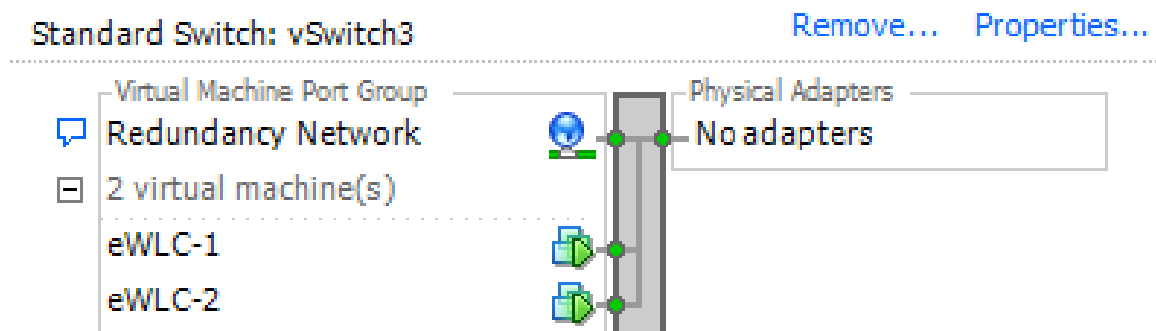 Standard Switch: vSwitch3 Remove... Properties...
Virtual Machine Port Group Physical Adapters
Redundancy Network No adapters
2 virtual machine(s)
eWLC-1
eWLC-2